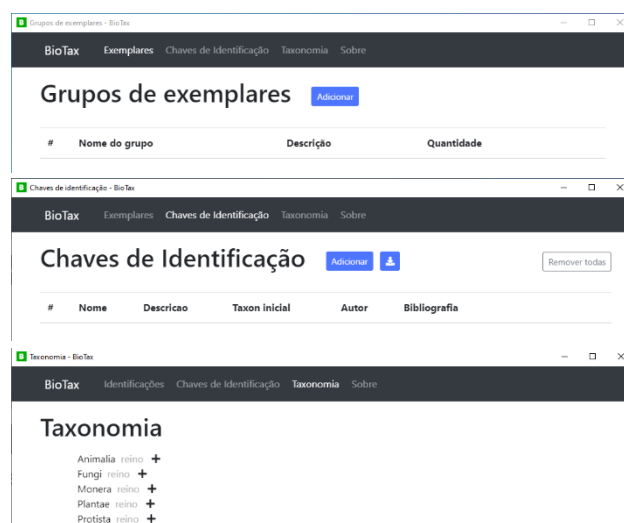 B Grupos de exemplares - BioTax
BioTax Exemplares Chaves de Identificação Taxonomia Sobre
Grupos de exemplares Adicionar
# Nome do grupo Descrição Quantidade
B Chaves de identificação - BioTax
BioTax Exemplares Chaves de Identificação Taxonomia Sobre
Chaves de Identificação Adicionar Remover todas
# Nome Descricao Taxon inicial Autor Bibliografia
B Taxonomia - BioTax
BioTax Identificações Chaves de Identificação Taxonomia Sobre
Taxonomia
Animalia reino +
Fungi reino +
Monera reino +
Plantae reino +
Protista reino +